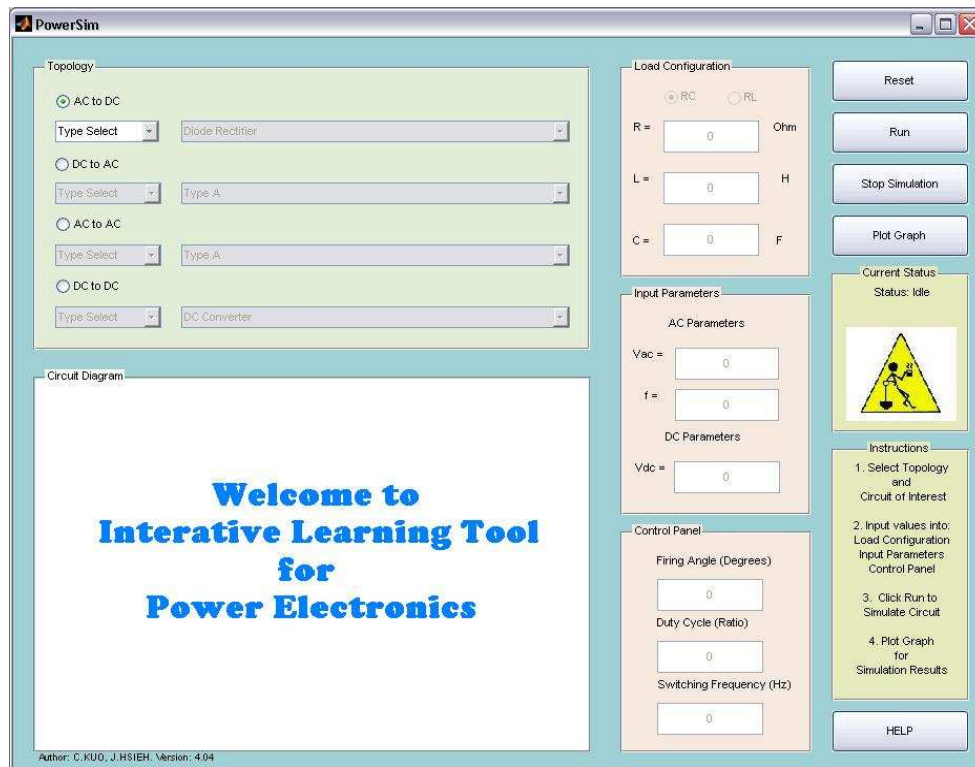 PowerSim
Topology
AC to DC
Type Select
Diode Rectifier
DC to AC
Type Select
Type A
AC to AC
Type Select
Type A
DC to DC
Type Select
DC Converter
Circuit Diagram
Welcome to
Interative Learning Tool
for
Power Electronics
Author: C.KUO, J.HSIEH. Version: 4.04
Load Configuration
RC RL
R = 0 Ohm
L = 0 H
C = 0 F
Input Parameters
AC Parameters
Vac = 0
f = 0
DC Parameters
Vdc = 0
Control Panel
Firing Angle (Degrees)
0
Duty Cycle (Ratio)
0
Switching Frequency (Hz)
0
Reset
Run
Stop Simulation
Plot Graph
Current Status
Status: Idle
Instructions
1. Select Topology
and
Circuit of Interest
2. Input values into:
Load Configuration
Input Parameters
Control Panel
3. Click Run to
Simulate Circuit
4. Plot Graph
for
Simulation Results
HELP